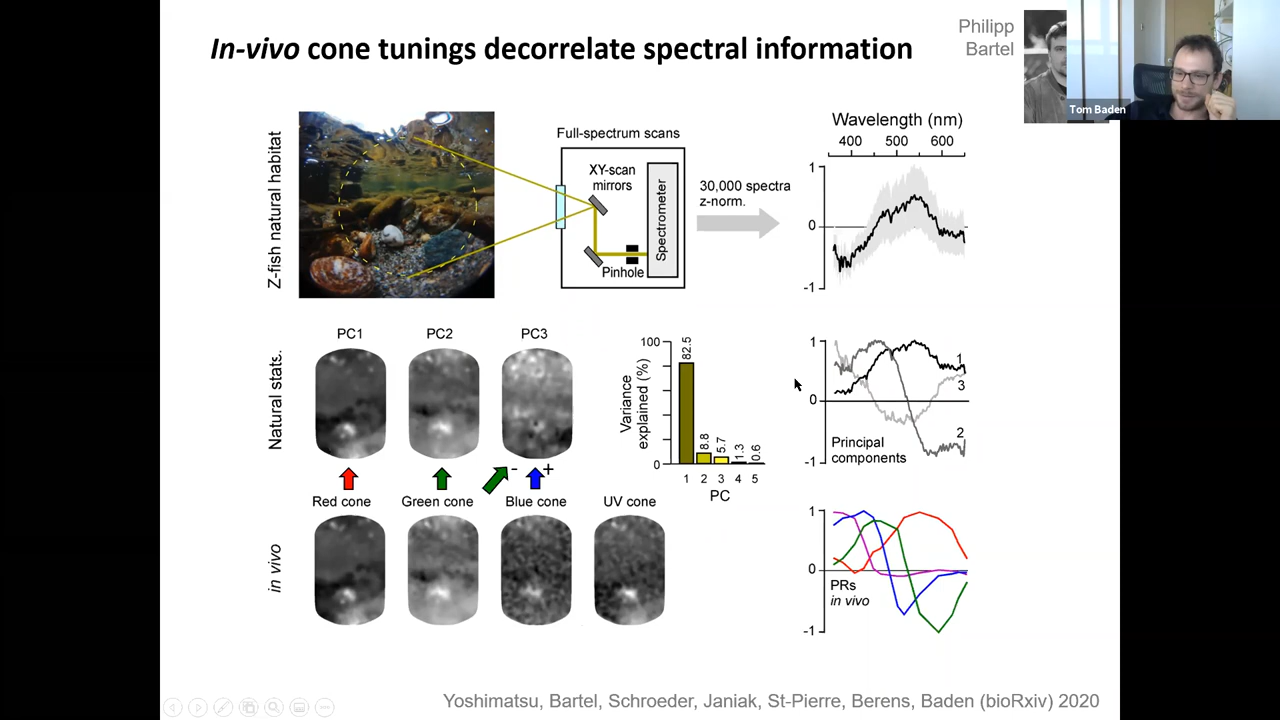 In-vivo cone tunings decorrelate spectral information
Philipp
Bartel
Tom Baden
Z-fish natural habitat
Full-spectrum scans
XY-scan
mirrors
Spectrometer
Pinhole
30,000 spectra
z-norm.
Wavelength (nm)
400 500 600
1
0
-1
Natural stats.
PC1 PC2 PC3
- +
Variance
explained (%)
100
0
82.5
8.8
5.7
1.3
0.6
1 2 3 4 5
PC
1
0
-1
1
3
2
Principal
components
in vivo
Red cone Green cone Blue cone UV cone
1
0
-1
PRs
in vivo
Yoshimatsu, Bartel, Schroeder, Janiak, St-Pierre, Berens, Baden (bioRxiv) 2020